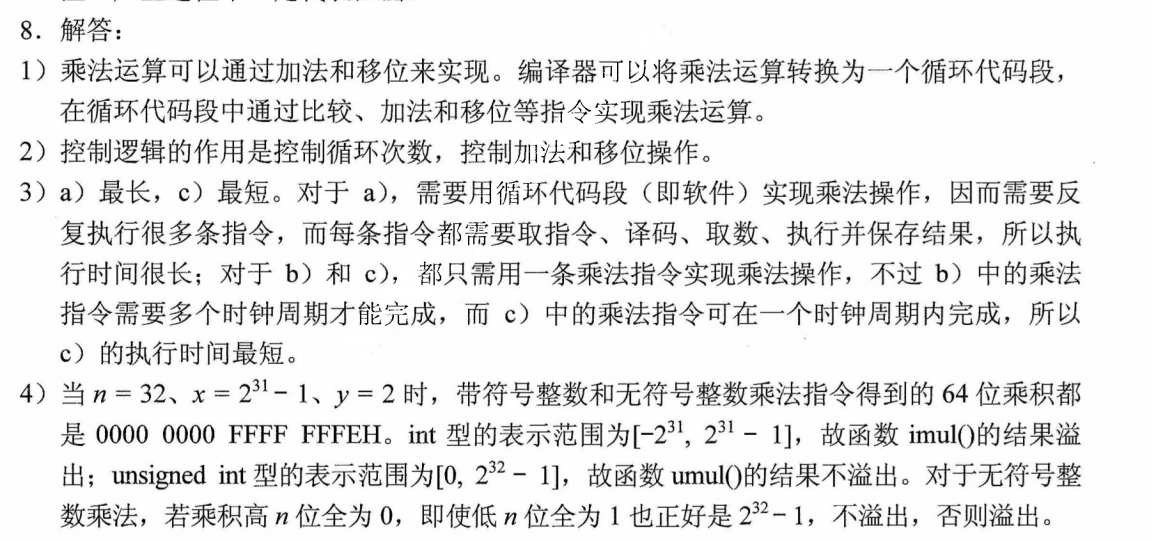 8．解答：
1）乘法运算可以通过加法和移位来实现。编译器可以将乘法运算转换为一个循环代码段，
在循环代码段中通过比较、加法和移位等指令实现乘法运算。
2）控制逻辑的作用是控制循环次数，控制加法和移位操作。
3）a）最长，c）最短。对于 a），需要用循环代码段（即软件）实现乘法操作，因而需要反
复执行很多条指令，而每条指令都需要取指令、译码、取数、执行并保存结果，所以执
行时间很长；对于 b）和 c），都只需用一条乘法指令实现乘法操作，不过 b）中的乘法
指令需要多个时钟周期才能完成，而 c）中的乘法指令可在一个时钟周期内完成，所以
c）的执行时间最短。
4）当 n = 32、x = 2³¹ − 1、y = 2 时，带符号整数和无符号整数乘法指令得到的 64 位乘积都
是 0000 0000 FFFF FFFEH。int 型的表示范围为[−2³¹, 2³¹ − 1]，故函数 imul()的结果溢
出；unsigned int 型的表示范围为[0, 2³² − 1]，故函数 umul()的结果不溢出。对于无符号整
数乘法，若乘积高 n 位全为 0，即使低 n 位全为 1 也正好是 2³² − 1，不溢出，否则溢出。